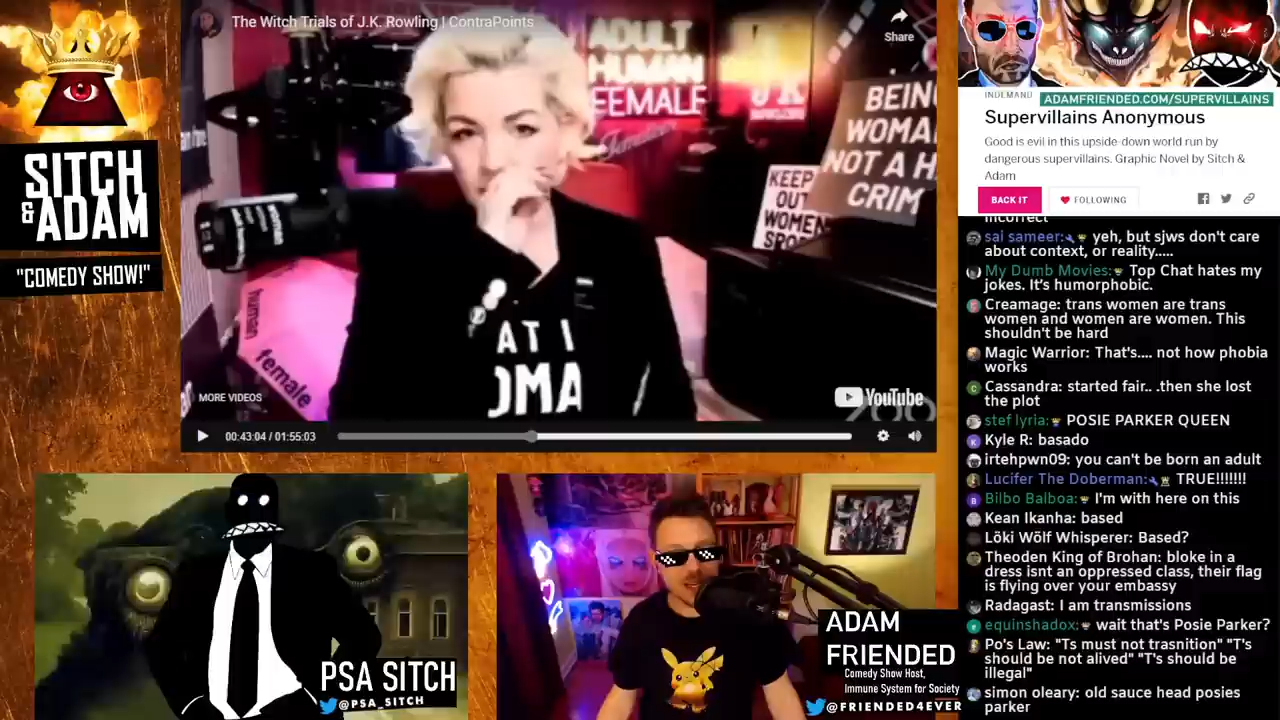 The Witch Trials of J.K. Rowling | ContraPoints
Share
ADULT
HUMAN
FEMALE
BEIN
WOMA
NOT A H
CRIM
KEEP
OUT
WOMEN
SPO
human
female
AT I
OMA
MORE VIDEOS
YouTube
00:43:04 / 01:55:03
SITCH
& ADAM
"COMEDY SHOW!"
PSA SITCH
@PSA_SITCH
ADAM
FRIENDED
Comedy Show Host,
Immune System for Society
@FRIENDED4EVER
INDEMAND
ADAMFRIENDED.COM/SUPERVILLAINS
Supervillains Anonymous
Good is evil in this upside-down world run by
dangerous supervillains. Graphic Novel by Sitch &
Adam
BACK IT
FOLLOWING
incorrect
sai sameer: yeh, but sjws don't care
about context, or reality.....
My Dumb Movies: Top Chat hates my
jokes. It's humorphobic.
Creamage: trans women are trans
women and women are women. This
shouldn't be hard
Magic Warrior: That's.... not how phobia
works
Cassandra: started fair.. .then she lost
the plot
stef lyria: POSIE PARKER QUEEN
Kyle R: basado
irtehpwn09: you can't be born an adult
Lucifer The Doberman: TRUE!!!!!!!
Bilbo Balboa: I'm with here on this
Kean Ikanha: based
Lōki Wōlf Whisperer: Based?
Theoden King of Brohan: bloke in a
dress isnt an oppressed class, their flag
is flying over your embassy
Radagast: I am transmissions
equinshadox: wait that's Posie Parker?
Po's Law: "Ts must not trasnition" "T's
should be not alived" "T's should be
illegal"
simon oleary: old sauce head posies
parker